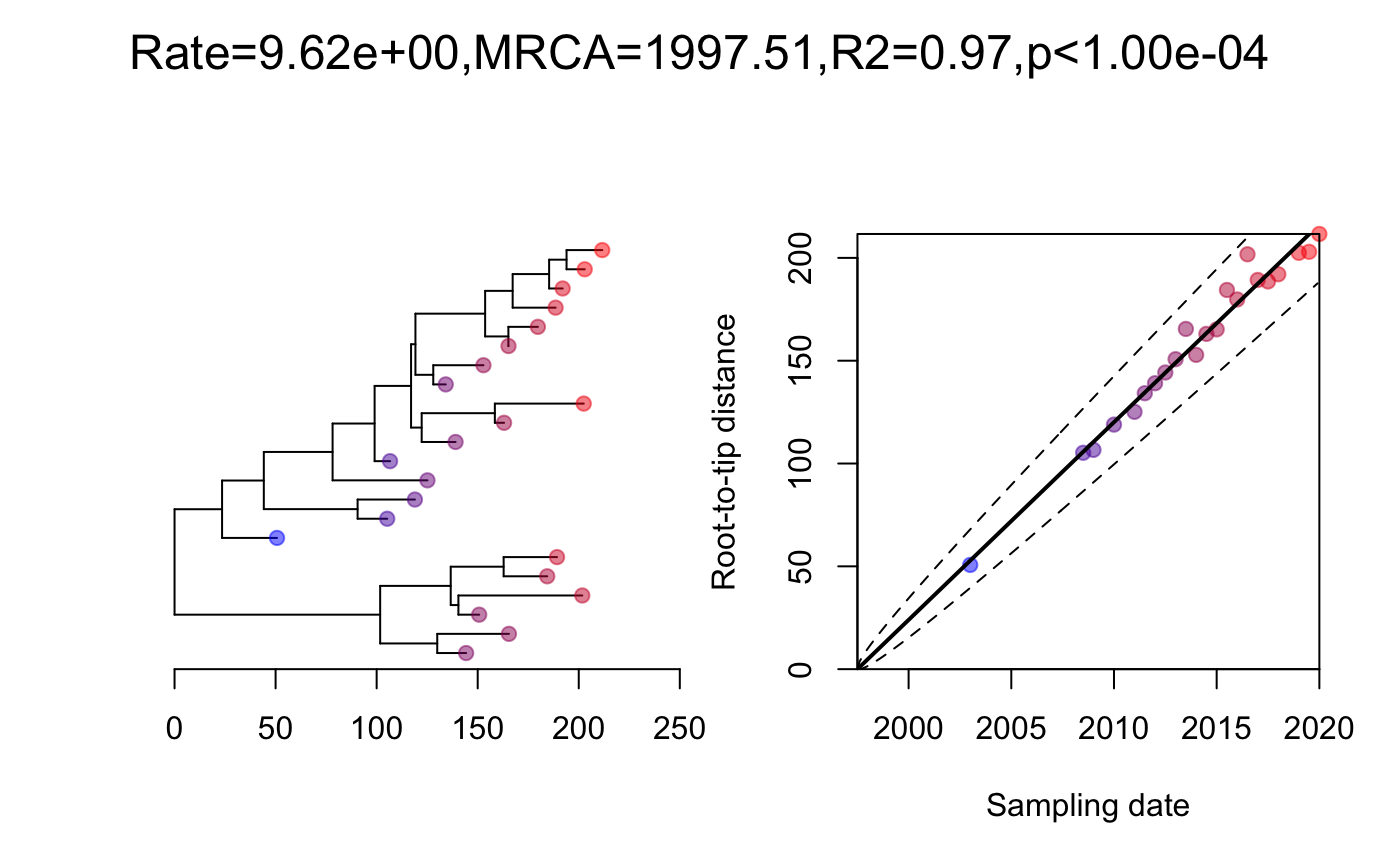 Rate=9.62e+00,MRCA=1997.51,R2=0.97,p<1.00e-04
0 50 100 150 200 250
Root-to-tip distance
0 50 100 150 200
2000 2005 2010 2015 2020
Sampling date